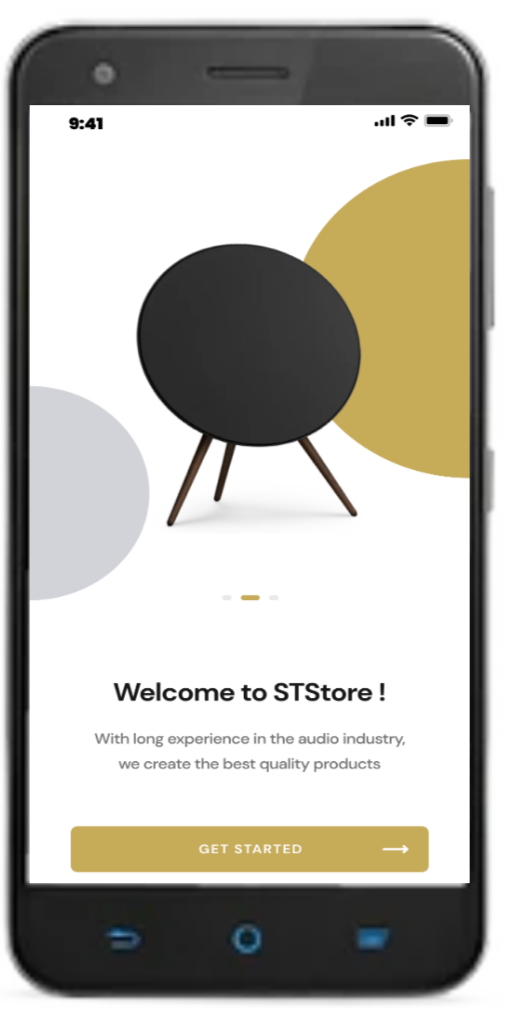 9:41
Welcome to STStore !
With long experience in the audio industry,
we create the best quality products
GET STARTED